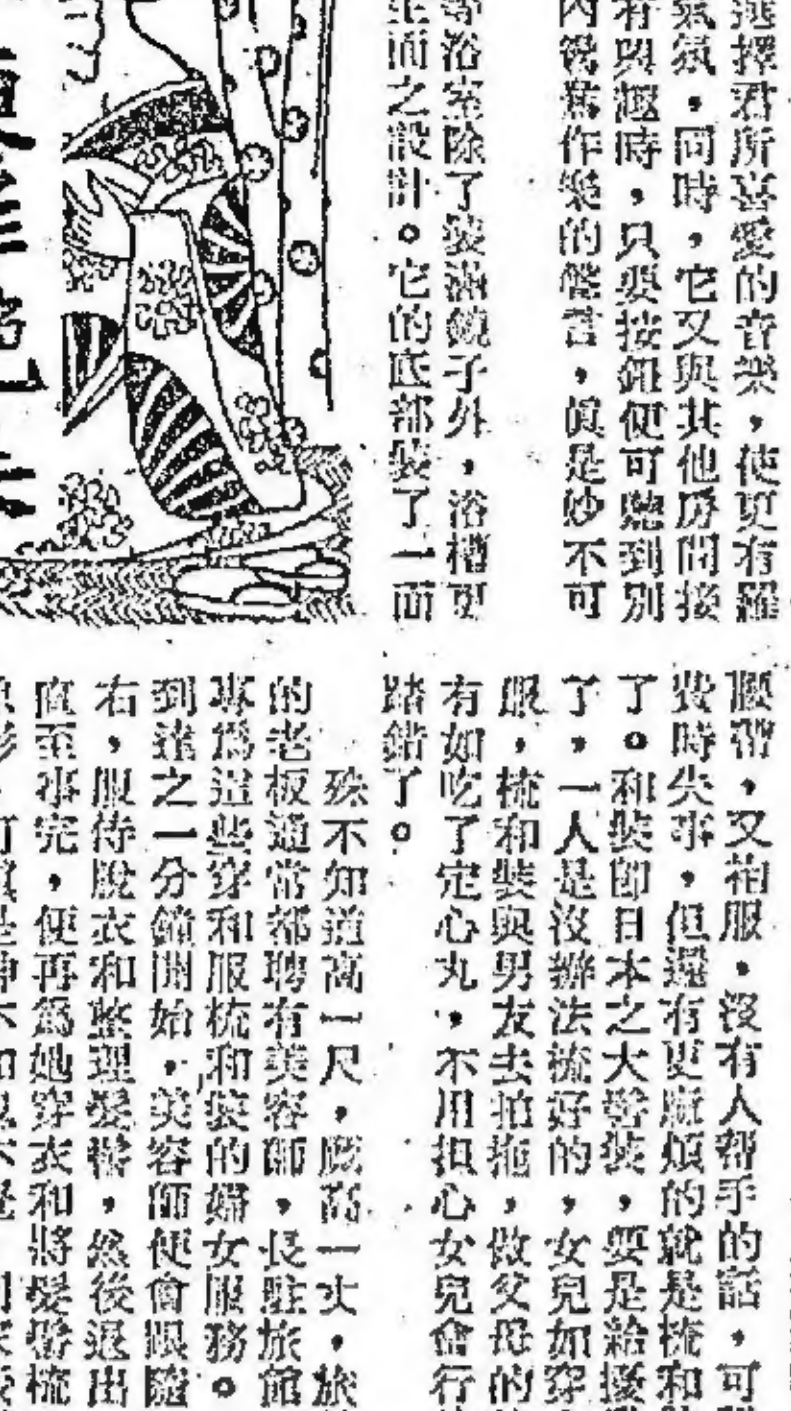 選擇君所喜愛的音樂，使更有羅
氣氛，同時，它又與其他房間接
有興趣時，只要按鈕便可聽到別
內鴛鴦作樂的聲音，眞是妙不可
浴室除了裝滿鏡子外，浴槽更
生面之設計。它的底部裝了一面
腰帶，又袖服，沒有人幫手的話，可
費時失事，但還有更麻煩的就是梳和
了。和裝卽日本之大髻裝，要是給撥
了，一人是沒辦法梳好的，女兒如穿
服，梳和裝與男友去拍拖，做父母的
有如吃了定心丸，不用担心女兒會行
踏錯了。
殊不知道高一尺，魔高一丈，旅
的老板通常都聘有美容師，長駐旅館
專爲這些穿和服梳和裝的婦女服務。
到達之一分鐘開始，美容師便會跟隨
右，服侍脫衣和整理髮髻，然後退出
直至事完，便再爲她穿衣和將髮髻梳